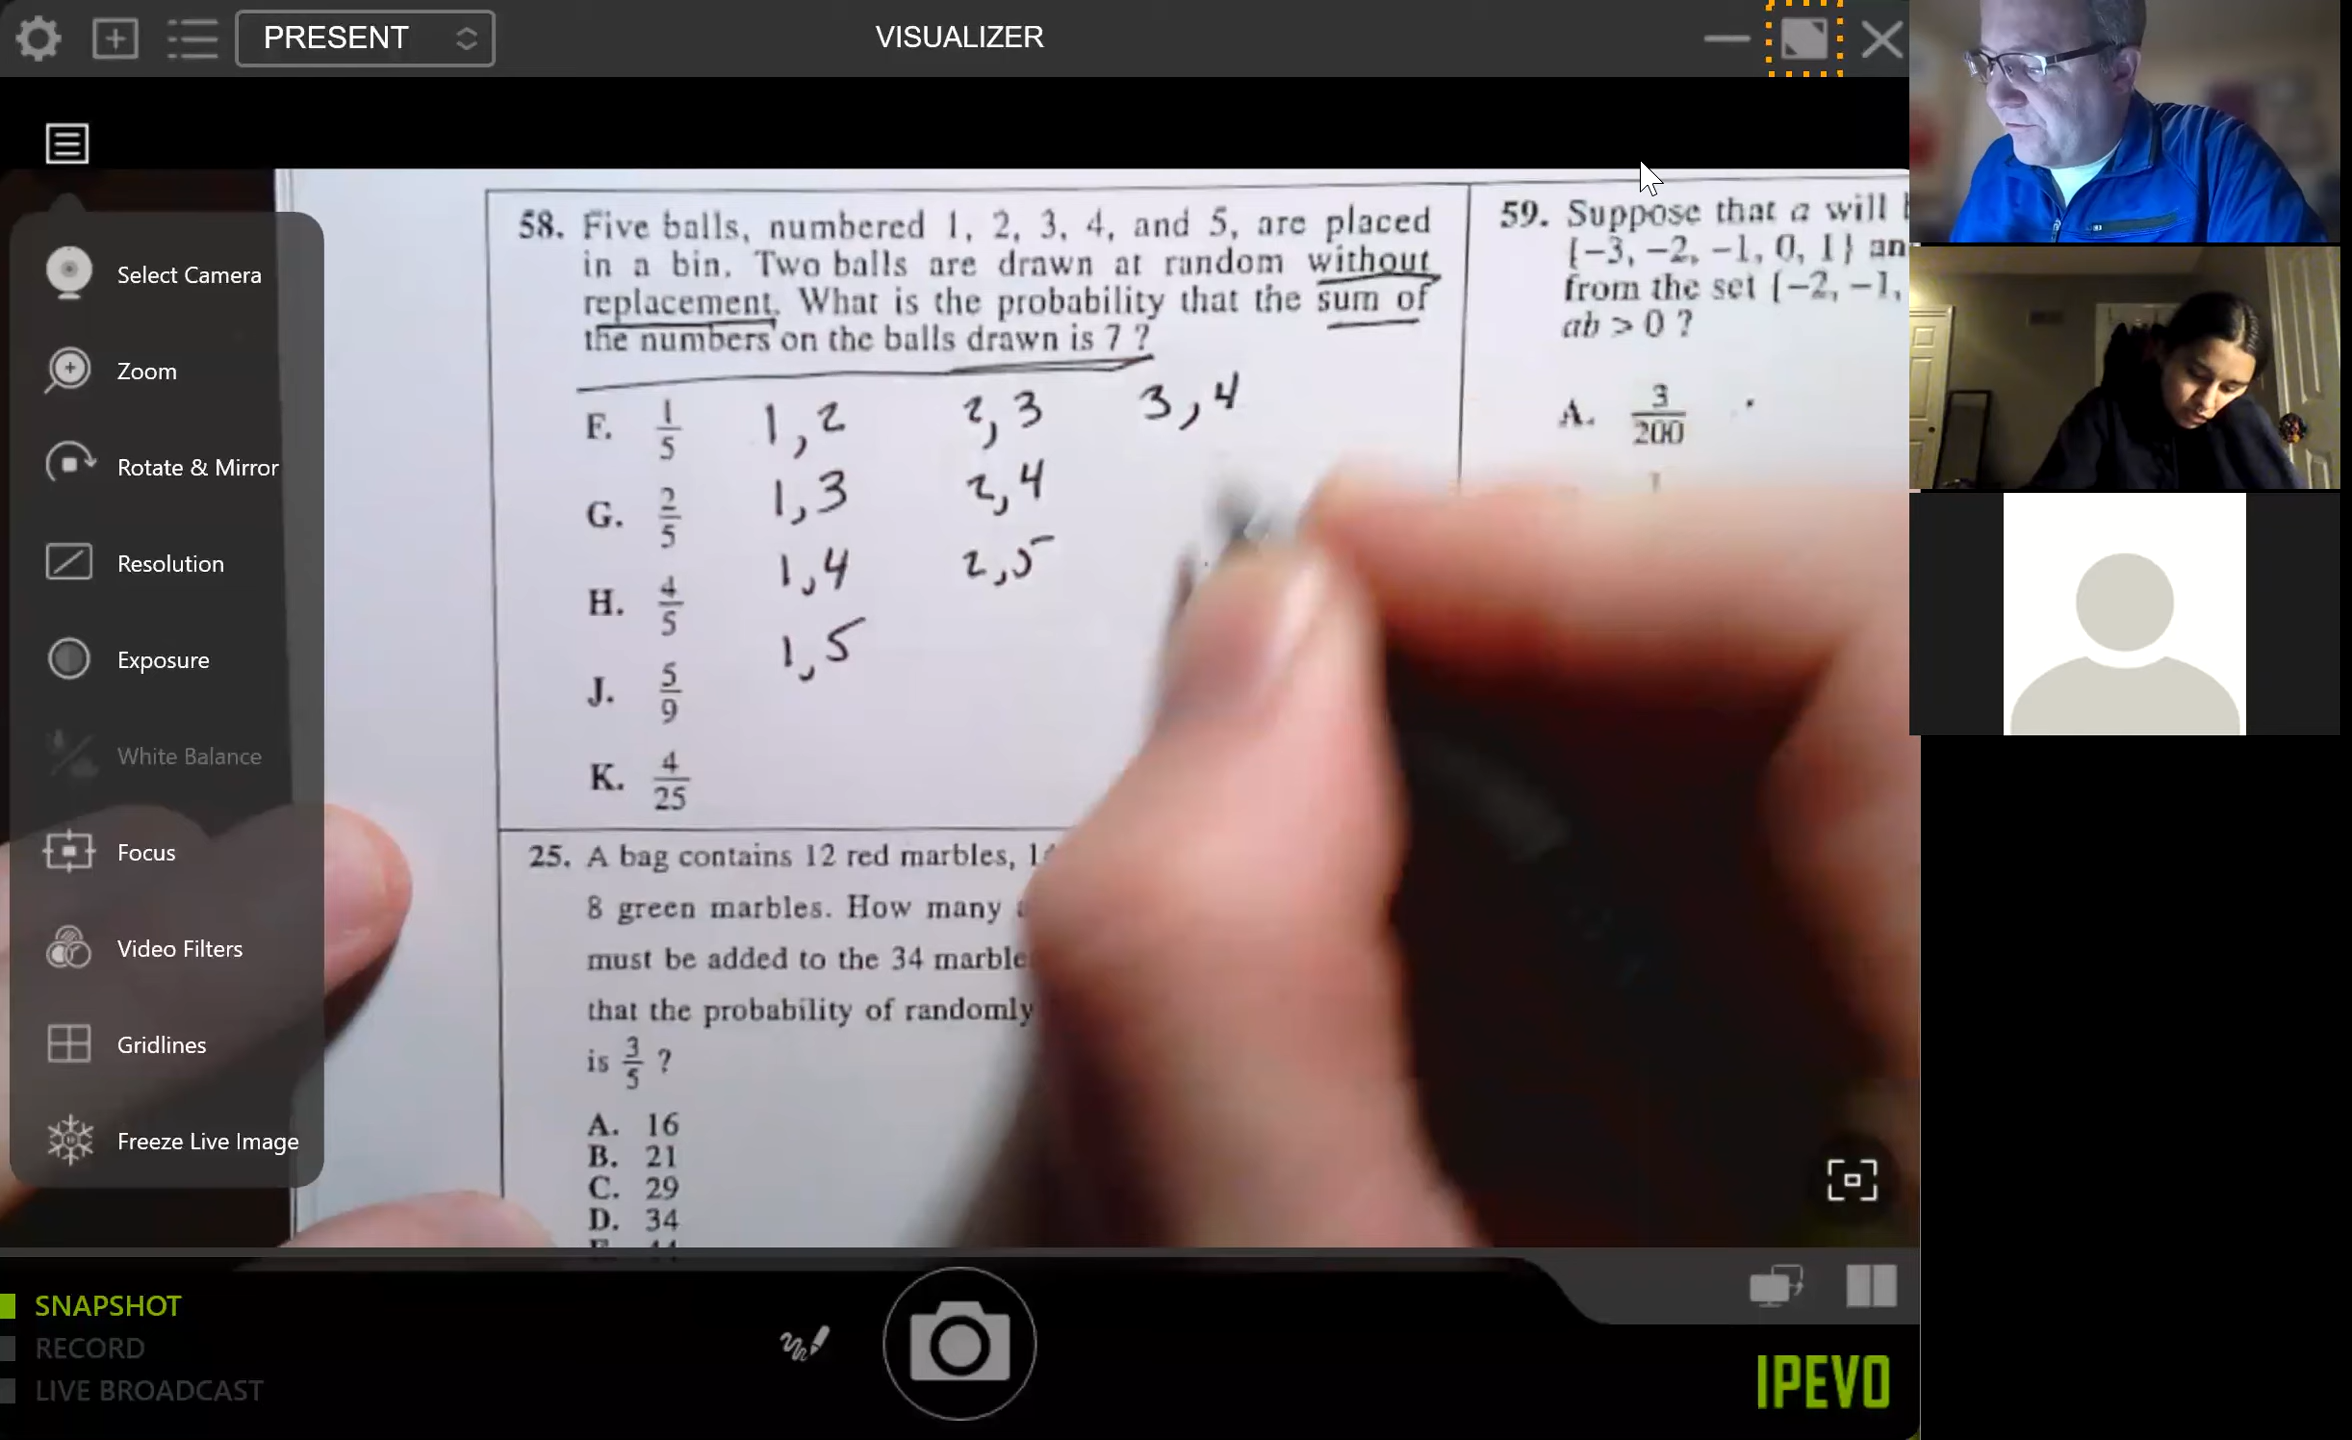 PRESENT
VISUALIZER
Select Camera
Zoom
Rotate & Mirror
Resolution
Exposure
White Balance
Focus
Video Filters
Gridlines
Freeze Live Image
58. Five balls, numbered 1, 2, 3, 4, and 5, are placed
in a bin. Two balls are drawn at random without
replacement. What is the probability that the sum of
the numbers on the balls drawn is 7 ?
F. 1/5
G. 2/5
H. 4/5
J. 5/9
K. 4/25
1,2
1,3
1,4
1,5
2,3
2,4
2,5
3,4
59. Suppose that a will
{−3, −2, −1, 0, 1}
from the set {−2, −1,
ab > 0 ?
A. 3/200
25. A bag contains 12 red marbles,
8 green marbles. How many
must be added to the 34
that the probability of randomly
is 3/5 ?
A. 16
B. 21
C. 29
D. 34
SNAPSHOT
RECORD
LIVE BROADCAST
IPEVO